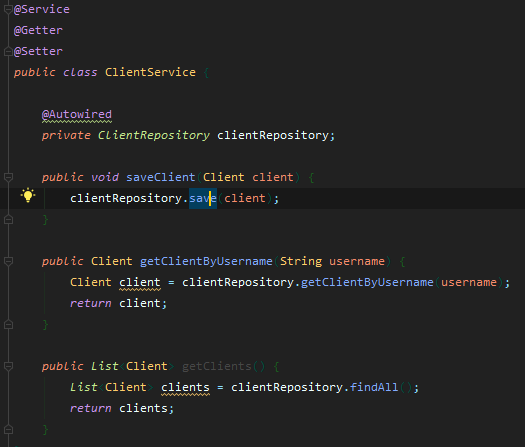 @Service
@Getter
@Setter
public class ClientService {
@Autowired
private ClientRepository clientRepository;
public void saveClient(Client client) {
clientRepository.save(client);
}
public Client getClientByUsername(String username) {
Client client = clientRepository.getClientByUsername(username);
return client;
}
public List<Client> getClients() {
List<Client> clients = clientRepository.findAll();
return clients;
}